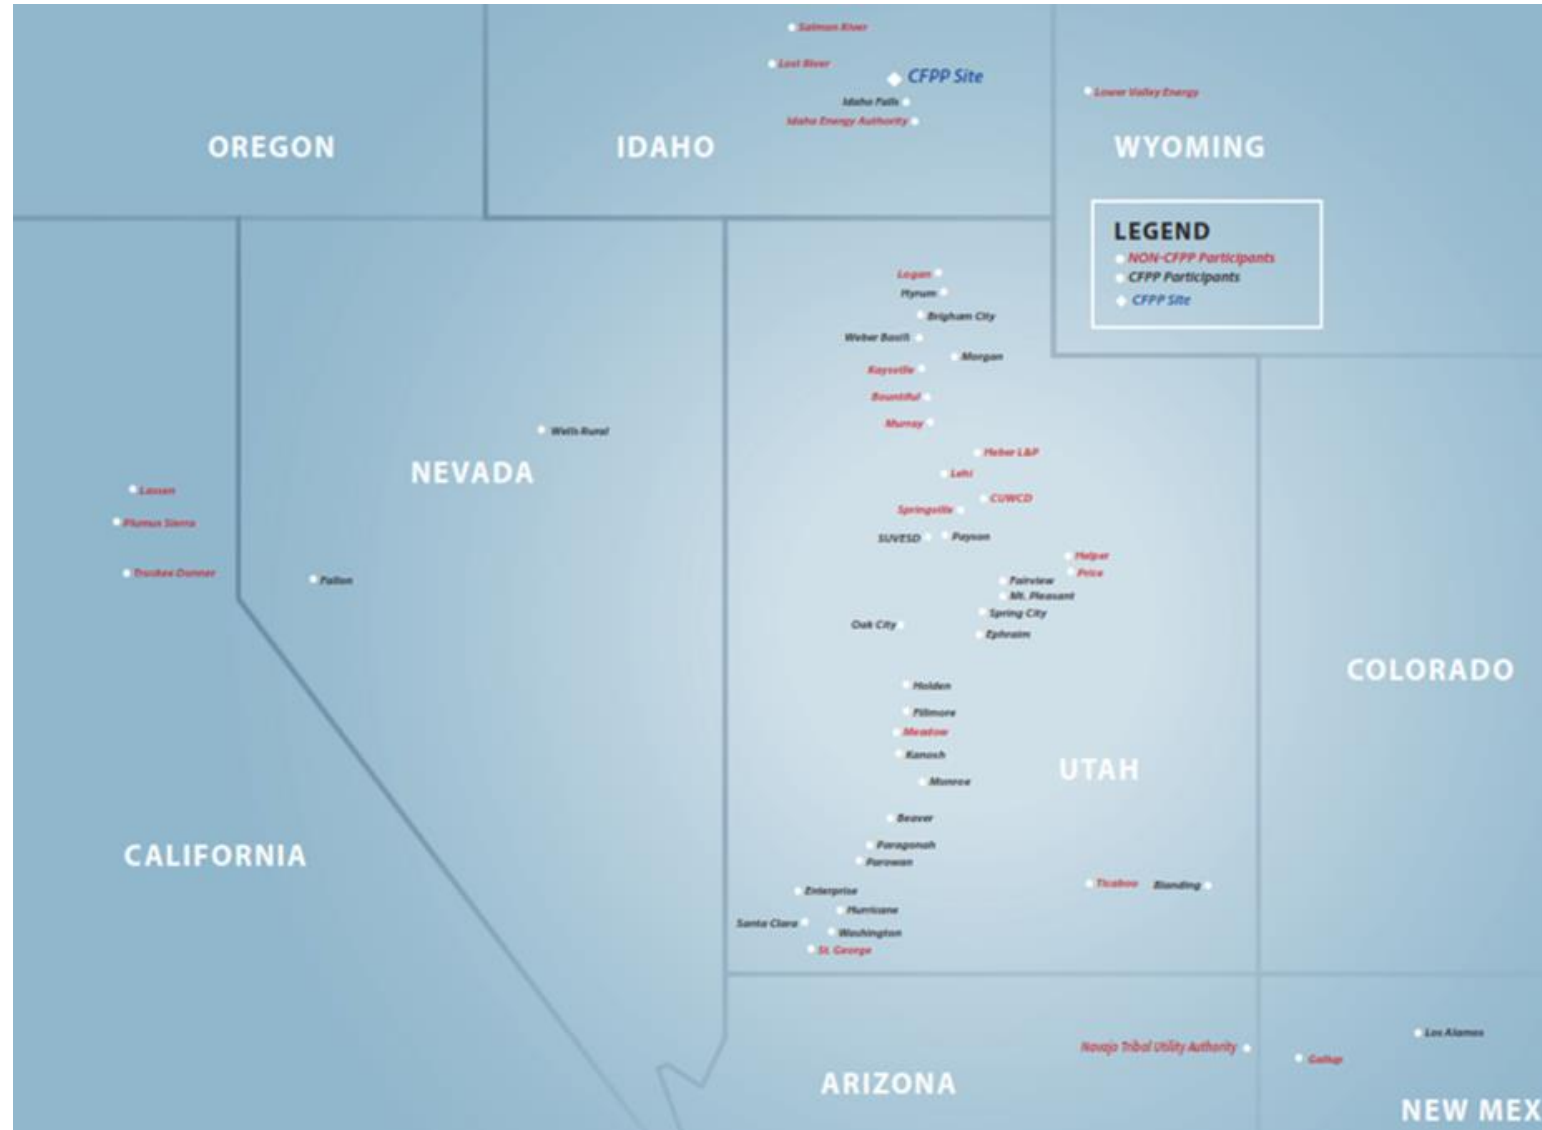 Salmon River
Lost River
CFPP Site
Idaho Falls
Lower Valley Energy
Idaho Energy Authority
OREGON
IDAHO
WYOMING
LEGEND
NON-CFPP Participants
CFPP Participants
CFPP Site
Logan
Hyrum
Brigham City
Weber Basin
Morgan
Kaysville
Bountiful
Murray
Wells Rural
Heber L&P
NEVADA
Lehi
Lassen
CUWCD
Springville
Plumus Sierra
SUVESD
Payson
Helper
Truckee Donner
Price
Fallon
Fairview
Mt. Pleasant
Spring City
Oak City
Ephraim
COLORADO
Holden
Fillmore
Meadow
Kanosh
UTAH
Monroe
Beaver
Paragonah
CALIFORNIA
Parowan
Ticaboo
Blanding
Enterprise
Hurricane
Santa Clara
Washington
St. George
Los Alamos
Navajo Tribal Utility Authority
Gallup
ARIZONA
NEW MEX